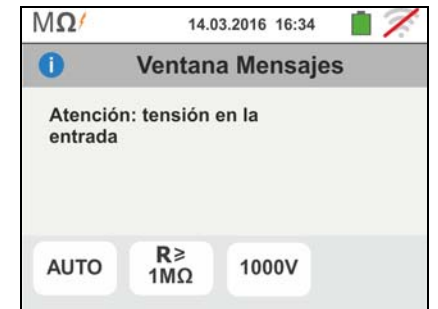 MΩ 14.03.2016 16:34
i Ventana Mensajes
Atención: tensión en la
entrada
AUTO R≥ 1MΩ 1000V